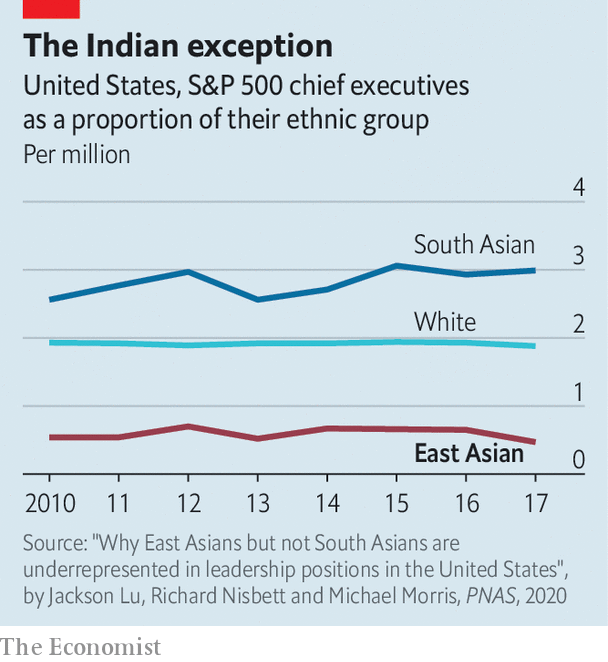 The Indian exception
United States, S&P 500 chief executives
as a proportion of their ethnic group
Per million
4
South Asian
3
White
2
1
East Asian
0
2010 11 12 13 14 15 16 17
Source: "Why East Asians but not South Asians are
underrepresented in leadership positions in the United States",
by Jackson Lu, Richard Nisbett and Michael Morris, PNAS, 2020
The Economist